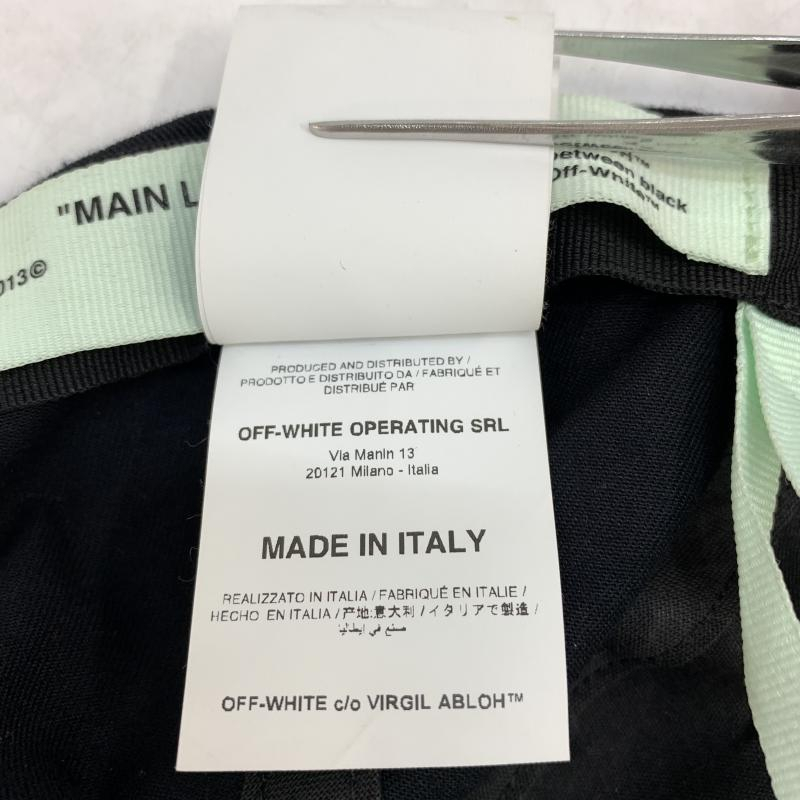 "MAIN L
013©
between black
Off-White™
PRODUCED AND DISTRIBUTED BY /
PRODOTTO E DISTRIBUITO DA / FABRIQUÉ ET
DISTRIBUÉ PAR
OFF-WHITE OPERATING SRL
Via Manin 13
20121 Milano - Italia
MADE IN ITALY
REALIZZATO IN ITALIA / FABRIQUÉ EN ITALIE /
HECHO EN ITALIA / 产地:意大利 / イタリアで製造 /
صنع في إيطاليا
OFF-WHITE c/o VIRGIL ABLOH™